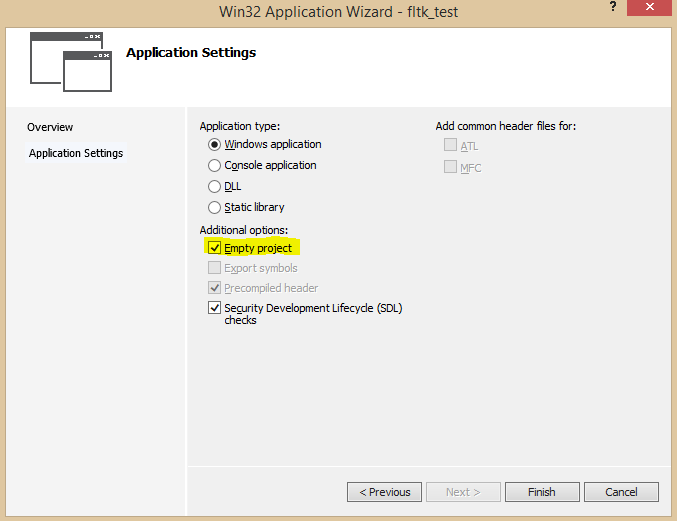 Win32 Application Wizard - fltk_test
?
Application Settings
Overview
Application Settings
Application type:
Windows application
Console application
DLL
Static library
Additional options:
Empty project
Export symbols
Precompiled header
Security Development Lifecycle (SDL)
checks
Add common header files for:
ATL
MFC
< Previous
Next >
Finish
Cancel